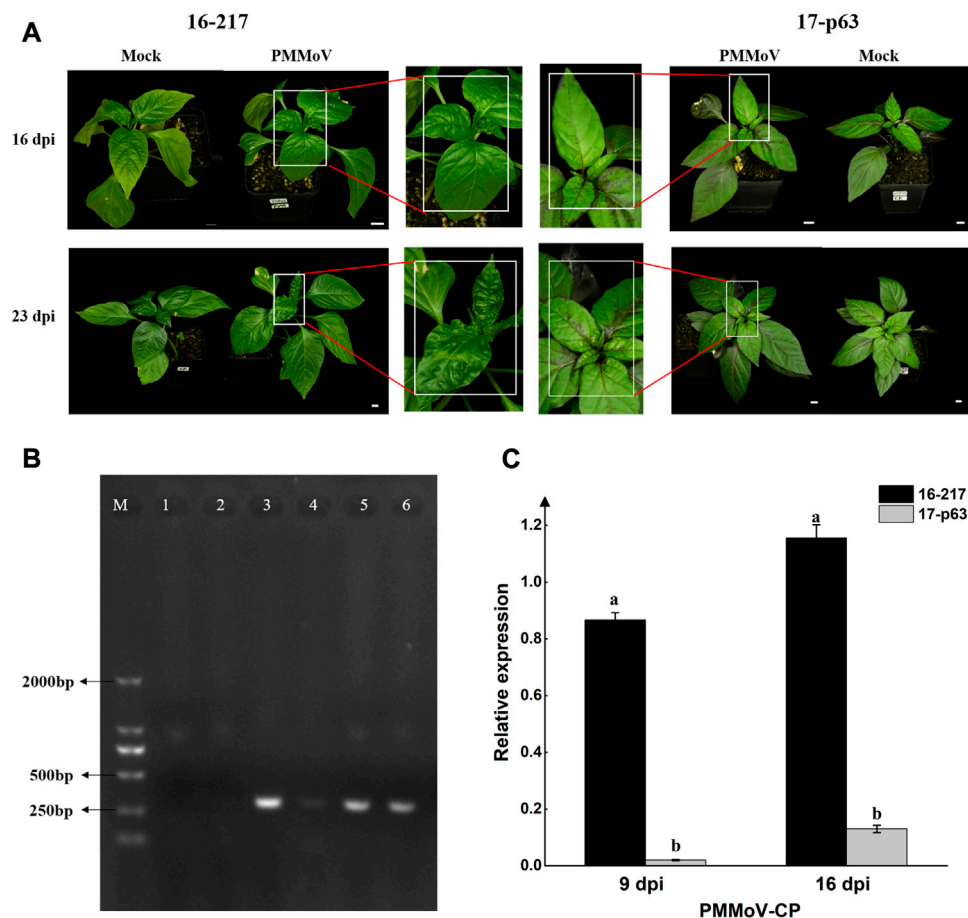 16-217
17-p63
A
Mock
PMMoV
PMMoV
Mock
16 dpi
23 dpi
B
M 1 2 3 4 5 6
2000bp
500bp
250bp
C
16-217
17-p63
Relative expression
1.2
1.0
0.8
0.6
0.4
0.2
0.0
a
b
a
b
9 dpi
16 dpi
PMMoV-CP